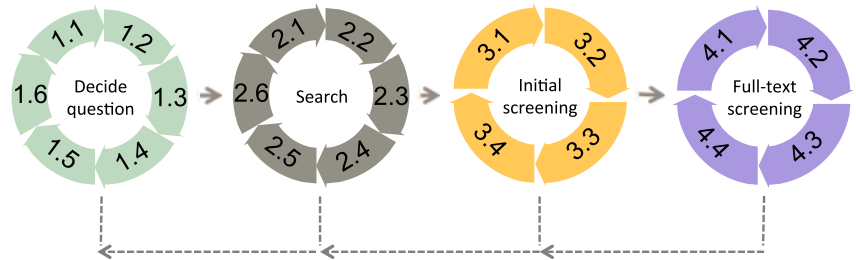 1.1
1.2
1.3
1.4
1.5
1.6
Decide
question
2.1
2.2
2.3
2.4
2.5
2.6
Search
3.1
3.2
3.3
3.4
Initial
screening
4.1
4.2
4.3
4.4
Full-text
screening